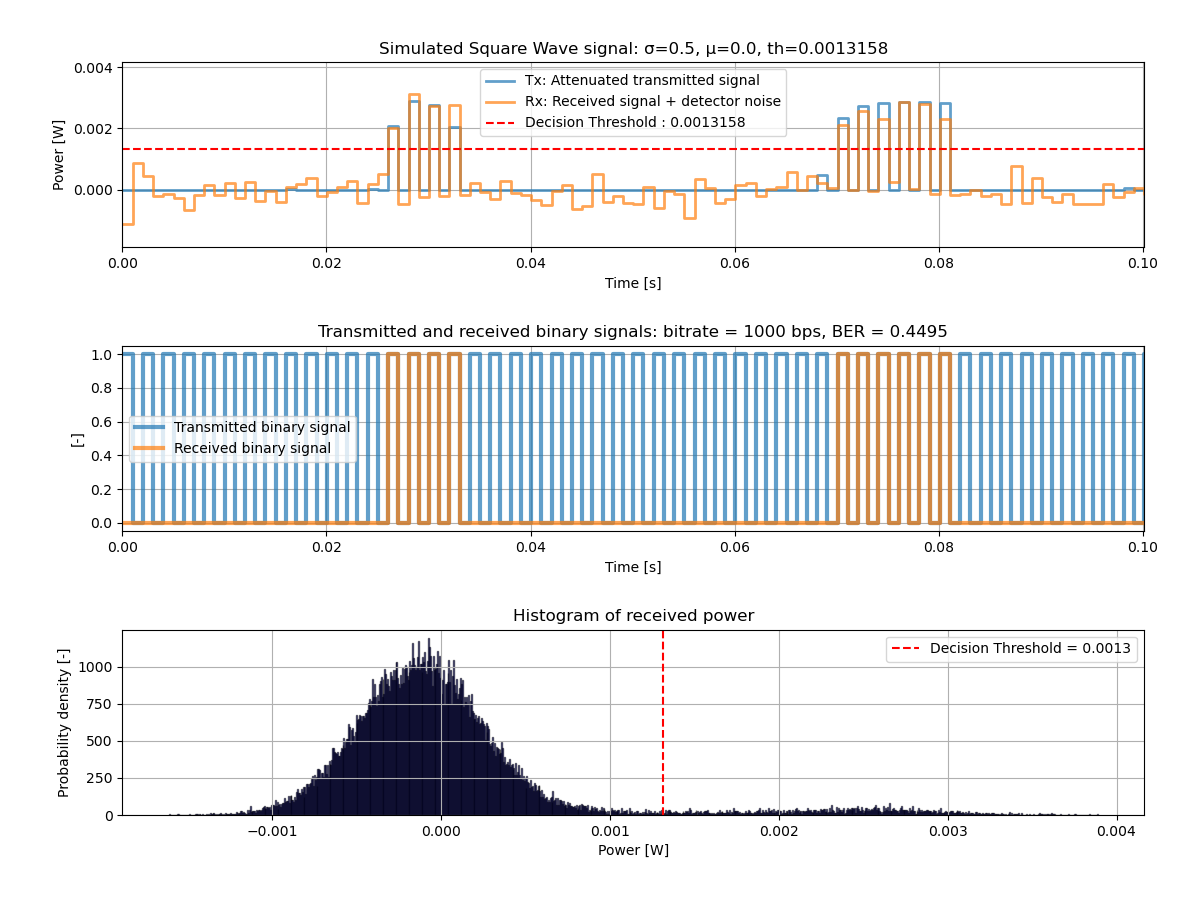 Simulated Square Wave signal: σ=0.5, μ=0.0, th=0.0013158
Power [W]
0.004
0.002
0.000
Tx: Attenuated transmitted signal
Rx: Received signal + detector noise
Decision Threshold : 0.0013158
0.00 0.02 0.04 0.06 0.08 0.10
Time [s]
Transmitted and received binary signals: bitrate = 1000 bps, BER = 0.4495
[-]
1.0
0.8
0.6
0.4
0.2
0.0
Transmitted binary signal
Received binary signal
0.00 0.02 0.04 0.06 0.08 0.10
Time [s]
Histogram of received power
Probability density [-]
1000
750
500
250
0
Decision Threshold = 0.0013
−0.001 0.000 0.001 0.002 0.003 0.004
Power [W]